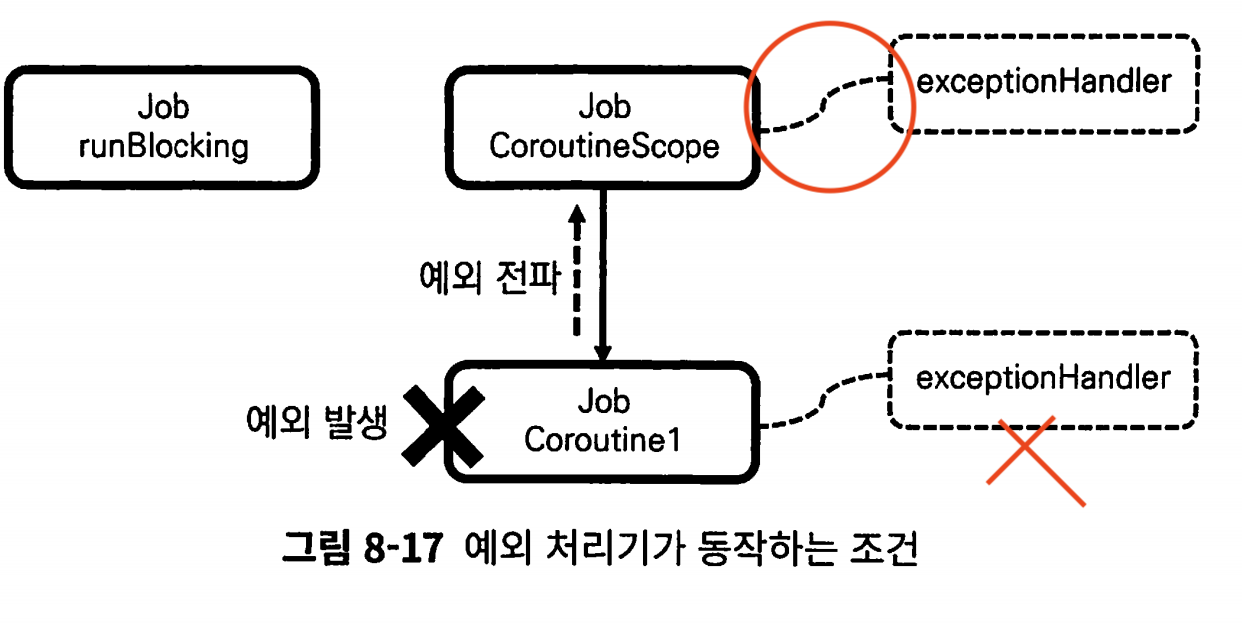 Job
runBlocking
Job
CoroutineScope
exceptionHandler
예외 전파
예외 발생
Job
Coroutine1
exceptionHandler
그림 8-17 예외 처리기가 동작하는 조건